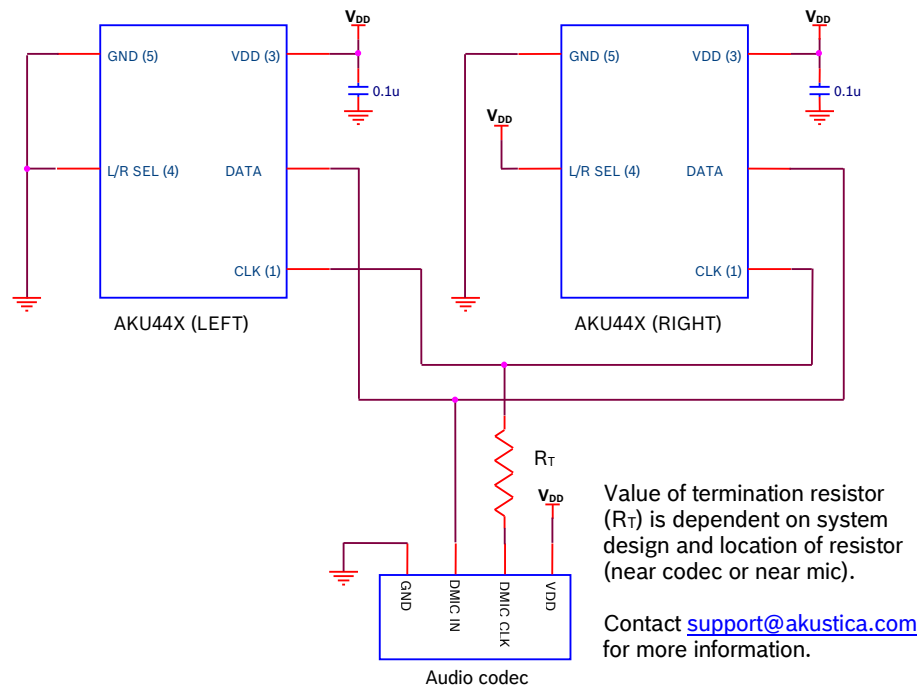 VDD
VDD
GND (5)
VDD (3)
GND (5)
VDD (3)
0.1u
0.1u
VDD
L/R SEL (4)
DATA
L/R SEL (4)
DATA
CLK (1)
CLK (1)
AKU44X (LEFT)
AKU44X (RIGHT)
RT
VDD
Value of termination resistor
(RT) is dependent on system
design and location of resistor
(near codec or near mic).
Contact support@akustica.com
for more information.
GND
DMIC IN
DMIC CLK
VDD
Audio codec